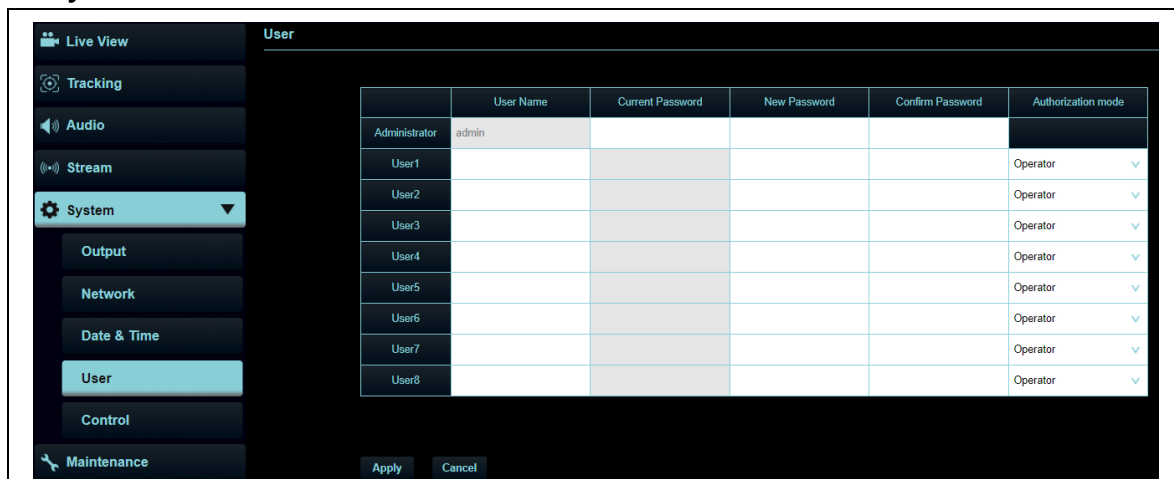 Live View
Tracking
Audio
Stream
System
Output
Network
Date & Time
User
Control
Maintenance
User
User Name Current Password New Password Confirm Password Authorization mode
Administrator admin
User1 Operator
User2 Operator
User3 Operator
User4 Operator
User5 Operator
User6 Operator
User7 Operator
User8 Operator
Apply Cancel